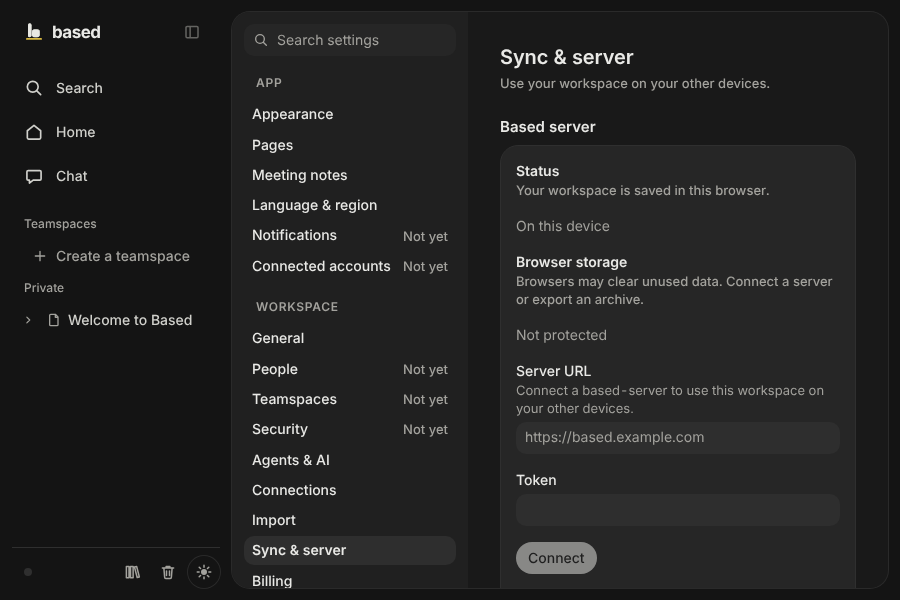 based
Search
Home
Chat
Teamspaces
Create a teamspace
Private
Welcome to Based
Search settings
APP
Appearance
Pages
Meeting notes
Language & region
Notifications Not yet
Connected accounts Not yet
WORKSPACE
General
People Not yet
Teamspaces Not yet
Security Not yet
Agents & AI
Connections
Import
Sync & server
Billing
Sync & server
Use your workspace on your other devices.
Based server
Status
Your workspace is saved in this browser.
On this device
Browser storage
Browsers may clear unused data. Connect a server
or export an archive.
Not protected
Server URL
Connect a based-server to use this workspace on
your other devices.
https://based.example.com
Token
Connect